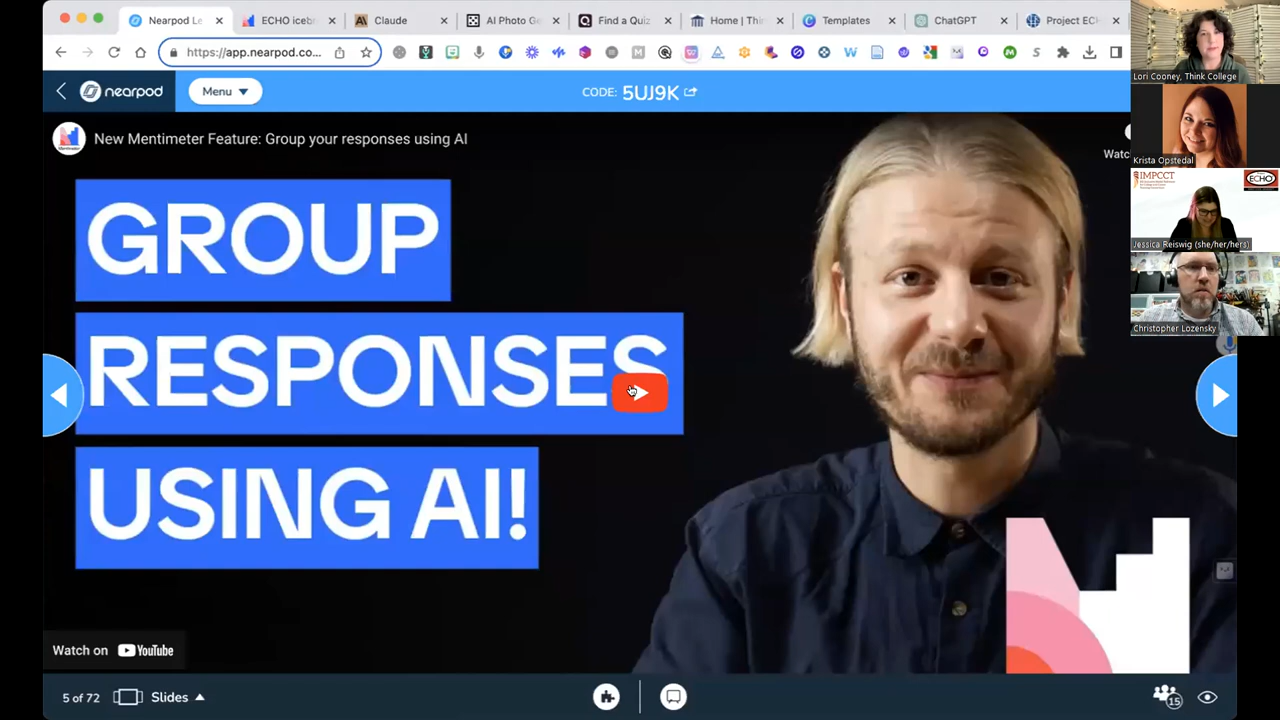 Nearpod Le
ECHO icebr
Claude
AI Photo Ge
Find a Quiz
Home | Thin
Templates
ChatGPT
Project ECH
https://app.nearpod.co...
nearpod
Menu
CODE: 5UJ9K
New Mentimeter Feature: Group your responses using AI
Watc
GROUP
RESPONSES
USING AI!
Watch on YouTube
5 of 72
Slides
15
Lori Cooney, Think College
Krista Opstedal
IMPCCT
ECHO
Jessica Reiswig (she/her/hers)
Christopher Lozensky